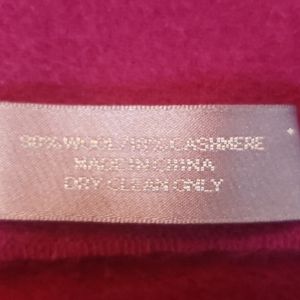 90% WOOL/10% CASHMERE
MADE IN CHINA
DRY CLEAN ONLY